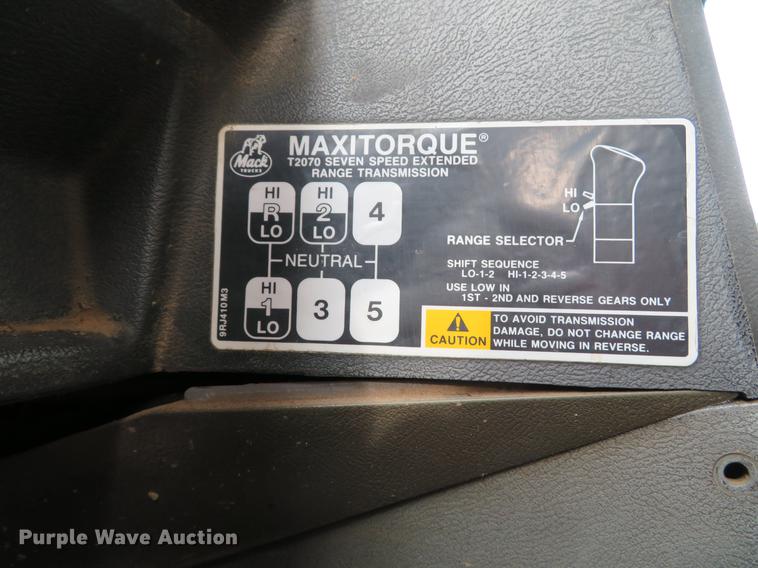 MAXITORQUE®
T2070 SEVEN SPEED EXTENDED
RANGE TRANSMISSION
Mack
TRUCKS
HI HI
R 2 4
LO LO
NEUTRAL
HI
1 3 5
LO
HI
LO
RANGE SELECTOR
SHIFT SEQUENCE
LO-1-2 HI-1-2-3-4-5
USE LOW IN
1ST - 2ND AND REVERSE GEARS ONLY
CAUTION
TO AVOID TRANSMISSION
DAMAGE, DO NOT CHANGE RANGE
WHILE MOVING IN REVERSE.
9RJ410M3
Purple Wave Auction